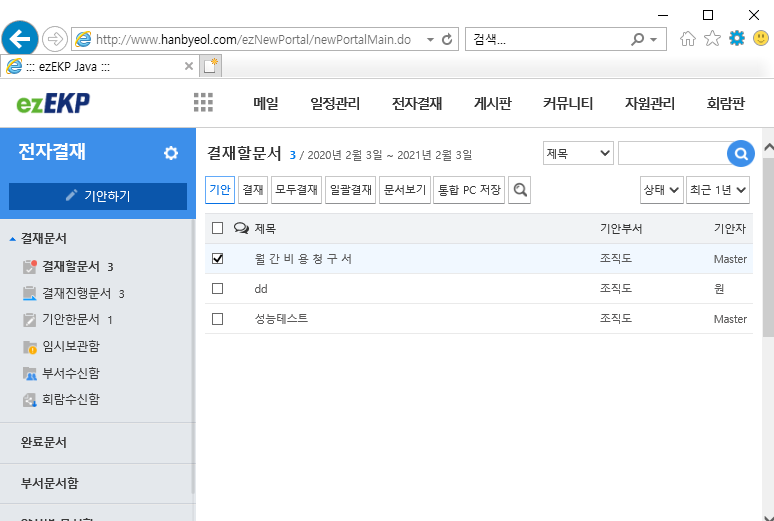 http://www.hanbyeol.com/ezNewPortal/newPortalMain.do
검색...
::: ezEKP Java :::
ezEKP
메일 일정관리 전자결재 게시판 커뮤니티 자원관리 회람판
전자결재
기안하기
결재문서
결재할문서 3
결재진행문서 3
기안한문서 1
임시보관함
부서수신함
회람수신함
완료문서
부서문서함
결재할문서 3 / 2020년 2월 3일 ~ 2021년 2월 3일
제목
기안 결재 모두결재 일괄결재 문서보기 통합 PC 저장
상태 최근 1년
제목 기안부서 기안자
월 간 비 용 청 구 서 조직도 Master
dd 조직도 원
성능테스트 조직도 Master